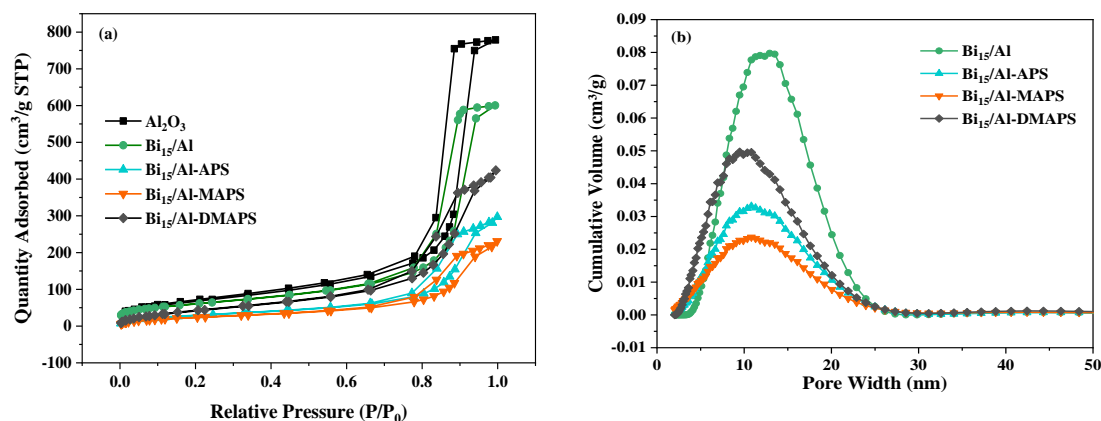 (a)
800
700
600
500
400
300
200
100
0
-100
Quantity Adsorbed (cm³/g STP)
Al₂O₃
Bi₁₅/Al
Bi₁₅/Al-APS
Bi₁₅/Al-MAPS
Bi₁₅/Al-DMAPS
0.0 0.2 0.4 0.6 0.8 1.0
Relative Pressure (P/P₀)
(b)
0.09
0.08
0.07
0.06
0.05
0.04
0.03
0.02
0.01
0.00
-0.01
Cumulative Volume (cm³/g)
Bi₁₅/Al
Bi₁₅/Al-APS
Bi₁₅/Al-MAPS
Bi₁₅/Al-DMAPS
0 10 20 30 40 50
Pore Width (nm)